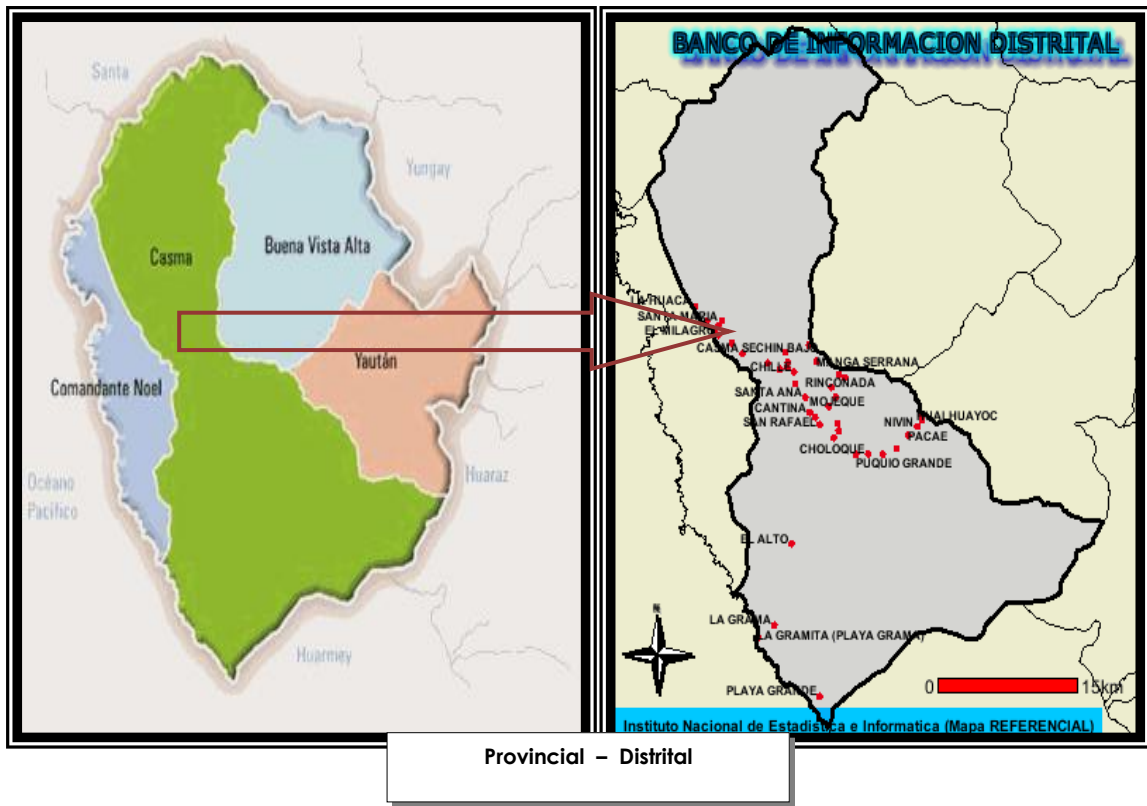 Santa
Yungay
Buena Vista Alta
Casma
Yaután
Comandante Noel
Huaraz
Océano
Pacífico
Huarmey
BANCO DE INFORMACION DISTRITAL
LA HUACA
SANTA MARIA
EL MILAGRO
CASMA SECHIN BAJO
CHILLE
MANGA SERRANA
RINCONADA
SANTA ANA
MOJEQUE
CANTINA
SAN RAFAEL
NIVIN
HUALHUAYOC
PACAE
CHOLOQUE
PUQUIO GRANDE
EL ALTO
LA GRAMA
LA GRAMITA (PLAYA GRAMA)
N
PLAYA GRANDE
0 15km
Instituto Nacional de Estadistica e Informatica (Mapa REFERENCIAL)
Provincial – Distrital